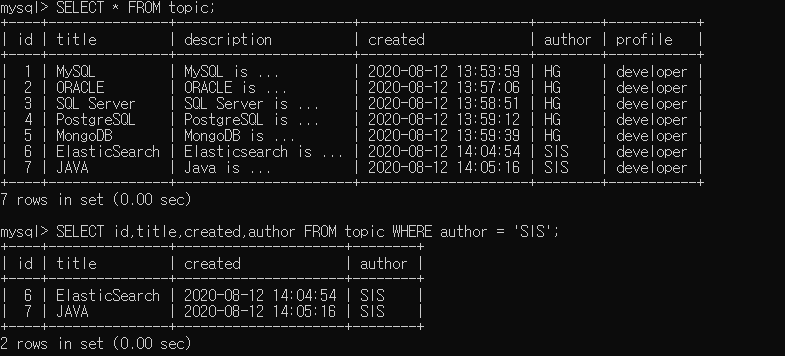 mysql> SELECT * FROM topic;
+----+---------------+----------------------+---------------------+--------+-----------+
| id | title         | description          | created             | author | profile   |
+----+---------------+----------------------+---------------------+--------+-----------+
|  1 | MySQL         | MySQL is ...         | 2020-08-12 13:53:59 | HG     | developer |
|  2 | ORACLE        | ORACLE is ...        | 2020-08-12 13:57:06 | HG     | developer |
|  3 | SQL Server    | SQL Server is ...    | 2020-08-12 13:58:51 | HG     | developer |
|  4 | PostgreSQL    | PostgreSQL is ...    | 2020-08-12 13:59:12 | HG     | developer |
|  5 | MongoDB       | MongoDB is ...       | 2020-08-12 13:59:39 | HG     | developer |
|  6 | ElasticSearch | Elasticsearch is ... | 2020-08-12 14:04:54 | SIS    | developer |
|  7 | JAVA          | Java is ...          | 2020-08-12 14:05:16 | SIS    | developer |
+----+---------------+----------------------+---------------------+--------+-----------+
7 rows in set (0.00 sec)
mysql> SELECT id,title,created,author FROM topic WHERE author = 'SIS';
+----+---------------+---------------------+--------+
| id | title         | created             | author |
+----+---------------+---------------------+--------+
|  6 | ElasticSearch | 2020-08-12 14:04:54 | SIS    |
|  7 | JAVA          | 2020-08-12 14:05:16 | SIS    |
+----+---------------+---------------------+--------+
2 rows in set (0.00 sec)